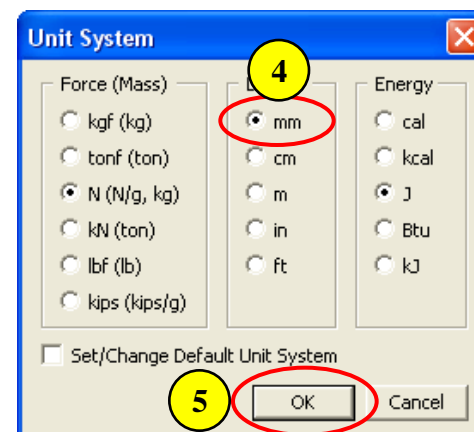 Unit System
Force (Mass)
kgf (kg)
tonf (ton)
N (N/g, kg)
kN (ton)
lbf (lb)
kips (kips/g)
4
mm
cm
m
in
ft
Energy
cal
kcal
J
Btu
kJ
Set/Change Default Unit System
5
OK
Cancel